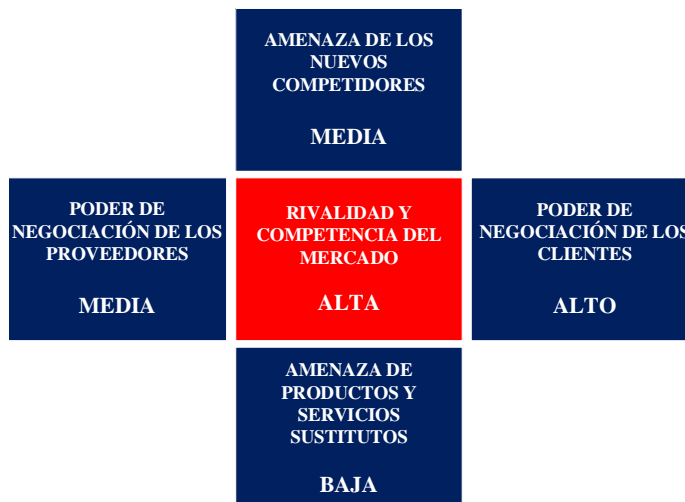 AMENAZA DE LOS
NUEVOS
COMPETIDORES
MEDIA
PODER DE
NEGOCIACIÓN DE LOS
PROVEEDORES
MEDIA
RIVALIDAD Y
COMPETENCIA DEL
MERCADO
ALTA
PODER DE
NEGOCIACIÓN DE LOS
CLIENTES
ALTO
AMENAZA DE
PRODUCTOS Y
SERVICIOS
SUSTITUTOS
BAJA